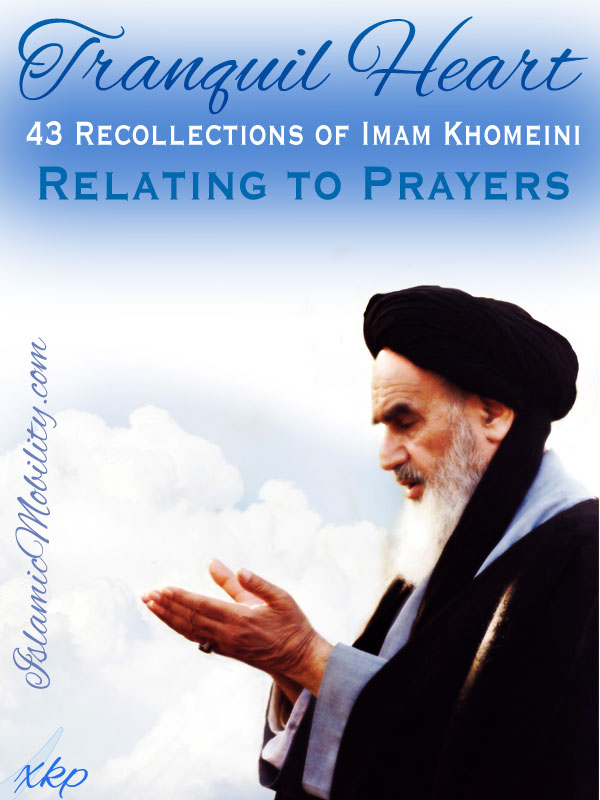 Tranquil Heart
43 Recollections of Imam Khomeini
Relating to Prayers
IslamicMobility.com
xkp